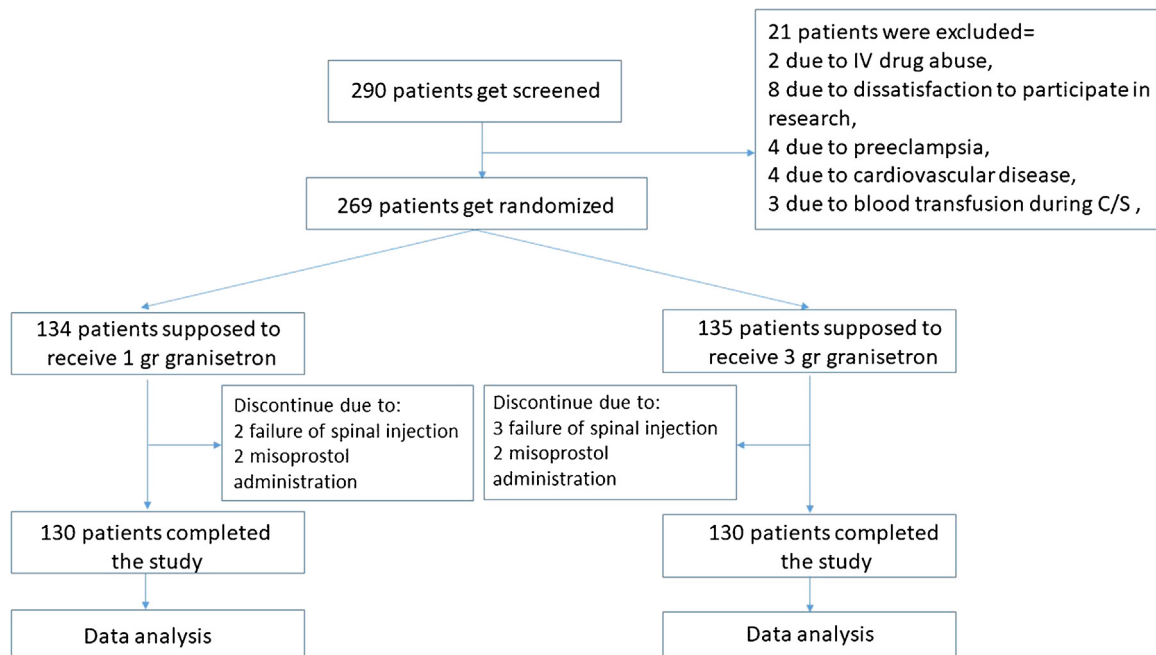 290 patients get screened
21 patients were excluded=
2 due to IV drug abuse,
8 due to dissatisfaction to participate in
research,
4 due to preeclampsia,
4 due to cardiovascular disease,
3 due to blood transfusion during C/S ,
269 patients get randomized
134 patients supposed to
receive 1 gr granisetron
135 patients supposed to
receive 3 gr granisetron
Discontinue due to:
2 failure of spinal injection
2 misoprostol
administration
Discontinue due to:
3 failure of spinal injection
2 misoprostol
administration
130 patients completed
the study
130 patients completed
the study
Data analysis
Data analysis